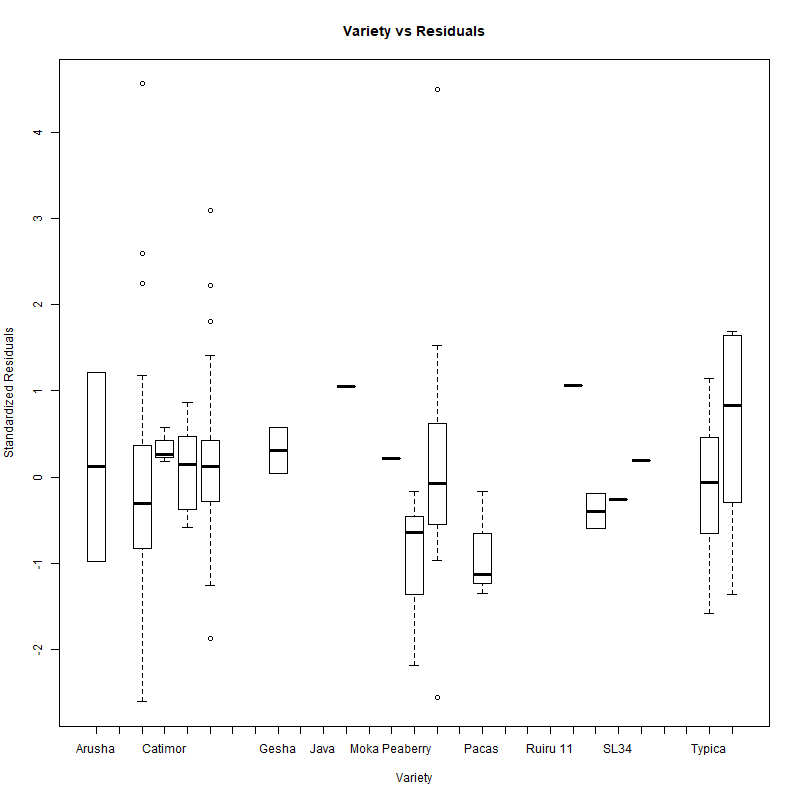 Variety vs Residuals
4
3
2
1
0
-1
-2
Standardized Residuals
Arusha Catimor Gesha Java Moka Peaberry Pacas Ruiru 11 SL34 Typica
Variety